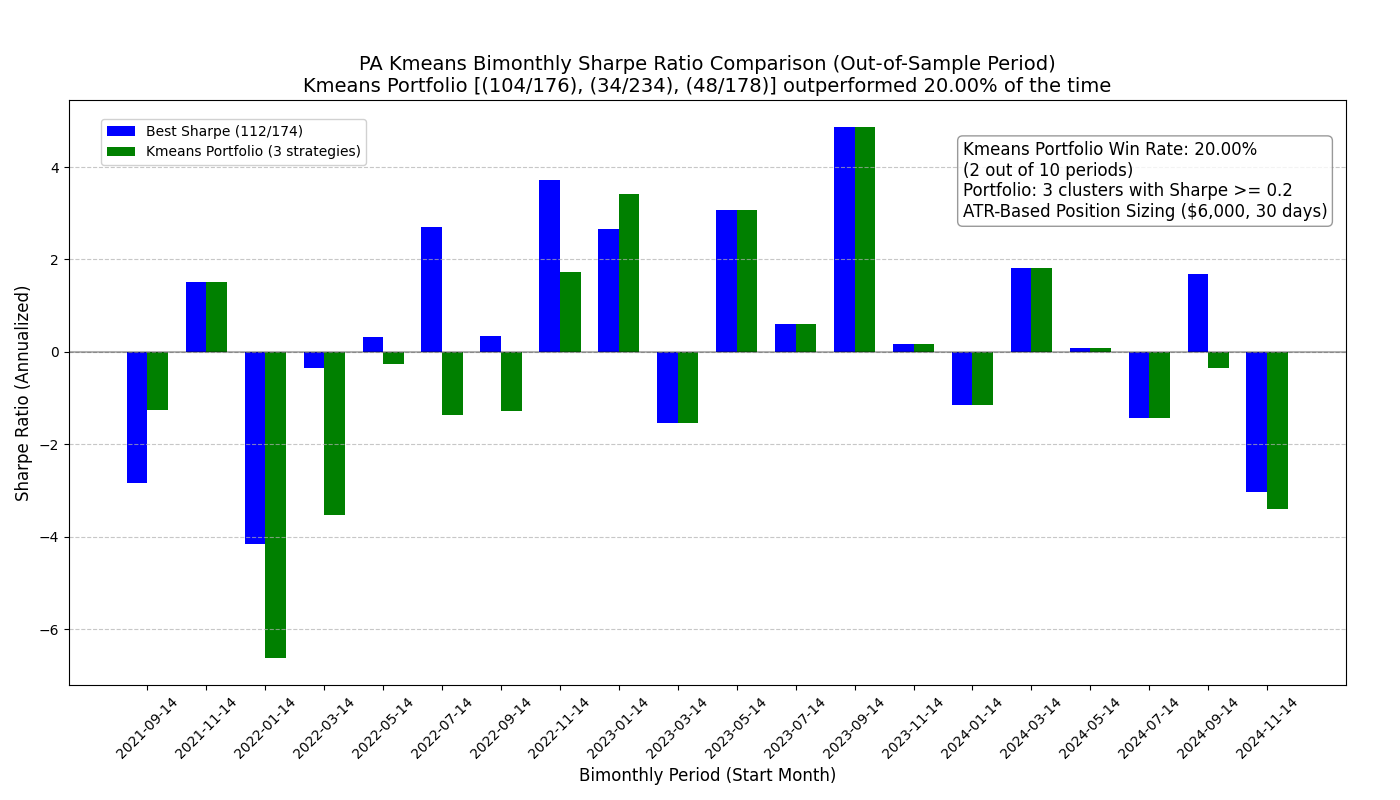 PA Kmeans Bimonthly Sharpe Ratio Comparison (Out-of-Sample Period)
Kmeans Portfolio [(104/176), (34/234), (48/178)] outperformed 20.00% of the time
Best Sharpe (112/174)
Kmeans Portfolio (3 strategies)
Kmeans Portfolio Win Rate: 20.00%
(2 out of 10 periods)
Portfolio: 3 clusters with Sharpe >= 0.2
ATR-Based Position Sizing ($6,000, 30 days)
Sharpe Ratio (Annualized)
4
2
0
−2
−4
−6
2021-09-14
2021-11-14
2022-01-14
2022-03-14
2022-05-14
2022-07-14
2022-09-14
2022-11-14
2023-01-14
2023-03-14
2023-05-14
2023-07-14
2023-09-14
2023-11-14
2024-01-14
2024-03-14
2024-05-14
2024-07-14
2024-09-14
2024-11-14
Bimonthly Period (Start Month)